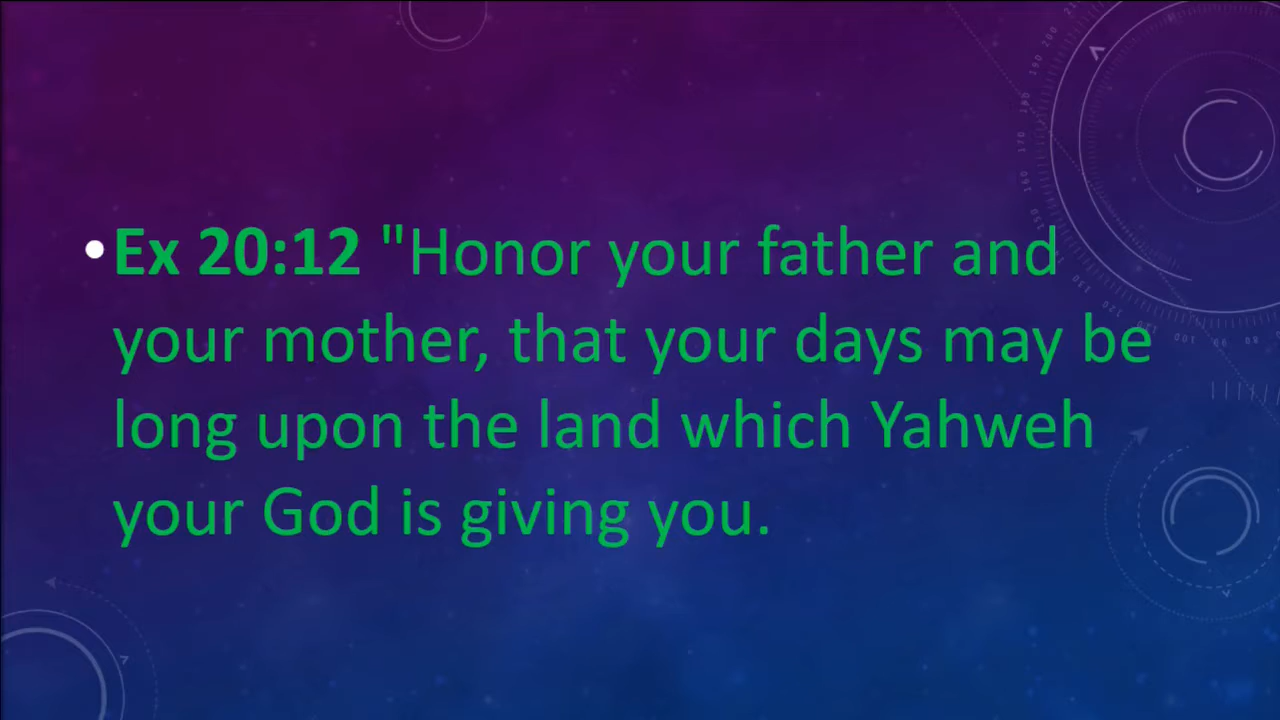 • Ex 20:12 "Honor your father and
your mother, that your days may be
long upon the land which Yahweh
your God is giving you.